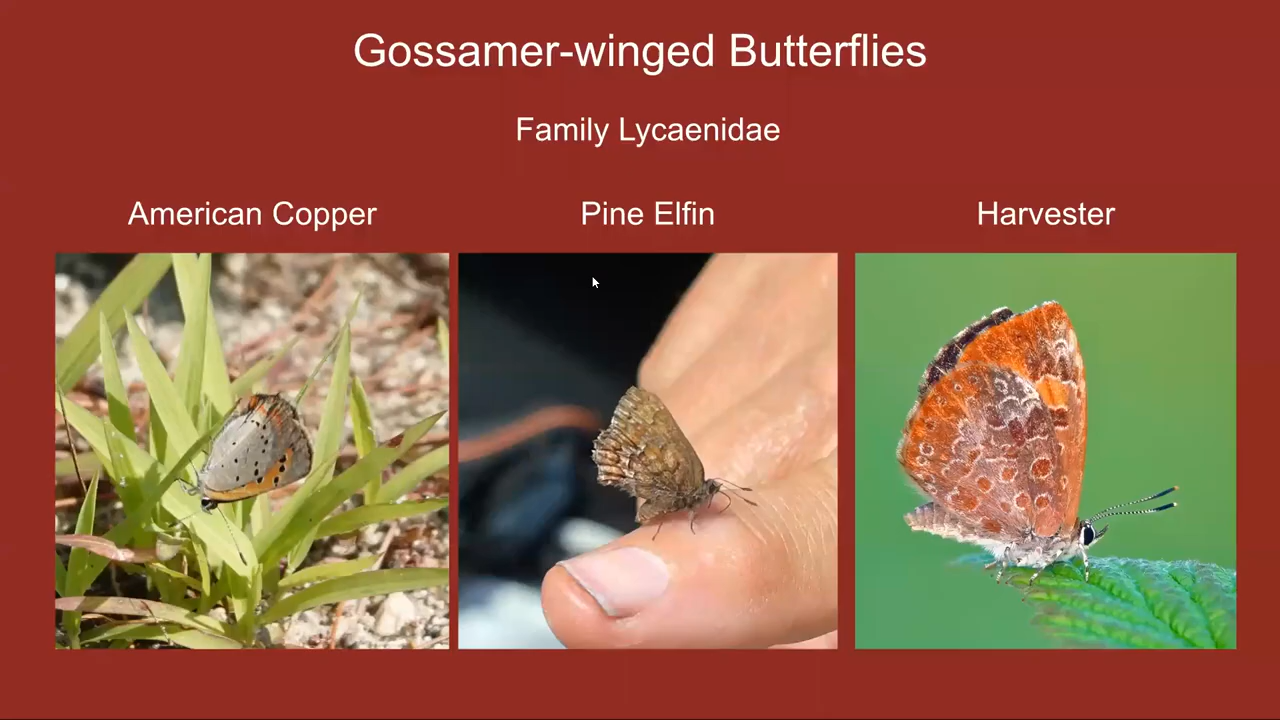 Gossamer-winged Butterflies
Family Lycaenidae
American Copper
Pine Elfin
Harvester